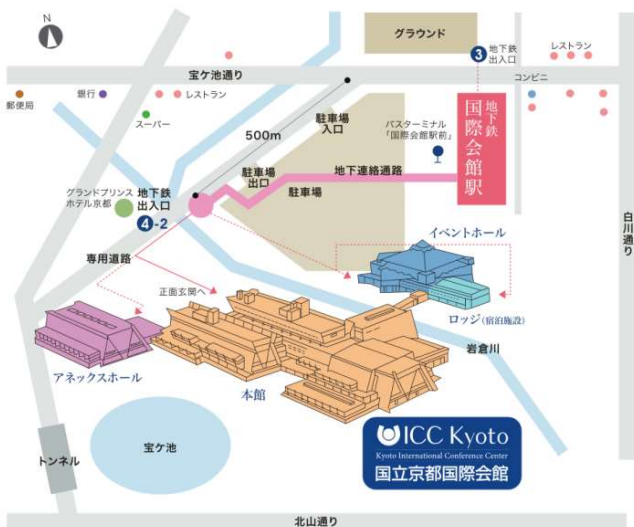 N
グラウンド
3
地下鉄
出入口
レストラン
宝ケ池通り
コンビニ
郵便局
銀行
レストラン
スーパー
500m
駐車場
入口
バスターミナル
「国際会館駅前」
地下鉄
国際会館駅
駐車場
出口
地下連絡通路
駐車場
グランドプリンス
ホテル京都
地下鉄
出入口
4-2
白川通り
専用道路
イベントホール
正面玄関へ
ロッジ(宿泊施設)
岩倉川
アネックスホール
本館
宝ケ池
トンネル
ICC Kyoto
Kyoto International Conference Center
国立京都国際会館
北山通り